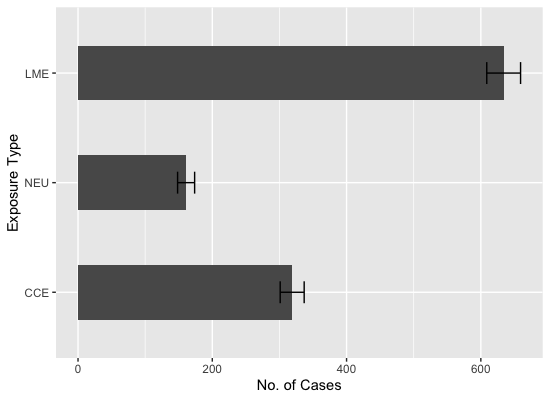 LME
NEU
CCE
Exposure Type
0 200 400 600
No. of Cases